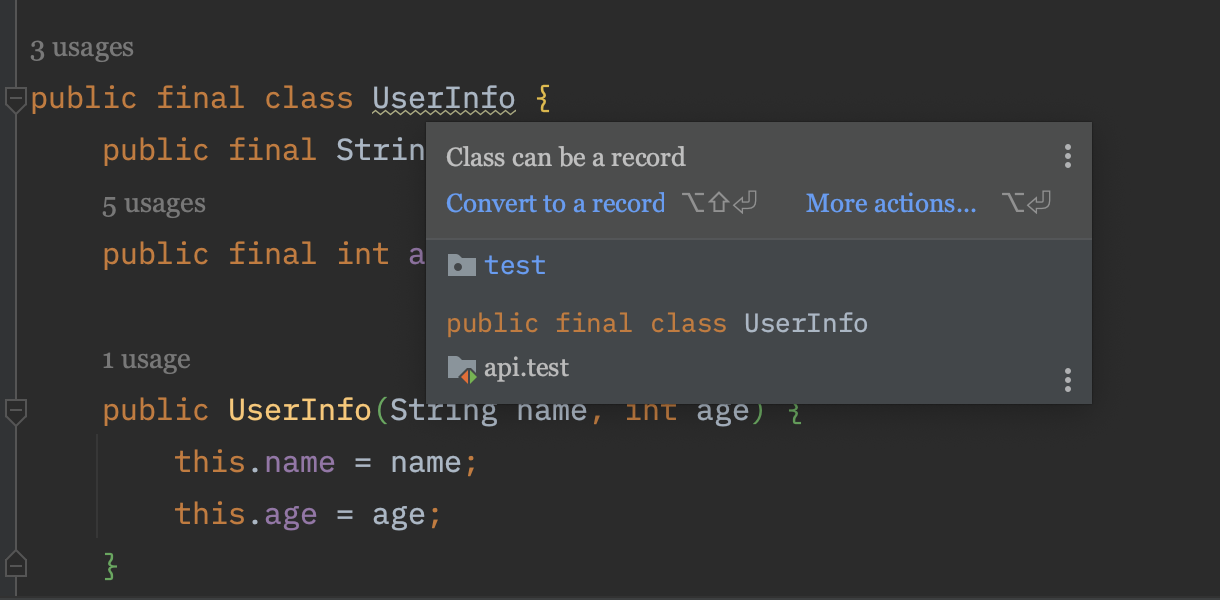 3 usages
public final class UserInfo {
public final Strin
5 usages
public final int a
Class can be a record
Convert to a record ⌥⇧⏎ More actions... ⌥⏎
test
public final class UserInfo
api.test
1 usage
public UserInfo(String name, int age) {
this.name = name;
this.age = age;
}